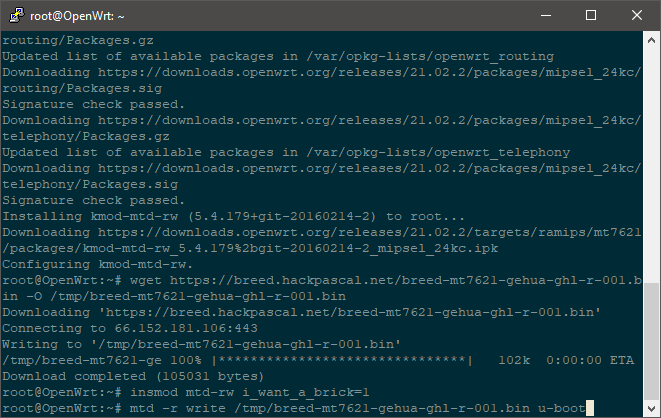 root@OpenWrt: ~
routing/Packages.gz
Updated list of available packages in /var/opkg-lists/openwrt_routing
Downloading https://downloads.openwrt.org/releases/21.02.2/packages/mipsel_24kc/
routing/Packages.sig
Signature check passed.
Downloading https://downloads.openwrt.org/releases/21.02.2/packages/mipsel_24kc/
telephony/Packages.gz
Updated list of available packages in /var/opkg-lists/openwrt_telephony
Downloading https://downloads.openwrt.org/releases/21.02.2/packages/mipsel_24kc/
telephony/Packages.sig
Signature check passed.
Installing kmod-mtd-rw (5.4.179+git-20160214-2) to root...
Downloading https://downloads.openwrt.org/releases/21.02.2/targets/ramips/mt7621
/packages/kmod-mtd-rw_5.4.179%2bgit-20160214-2_mipsel_24kc.ipk
Configuring kmod-mtd-rw.
root@OpenWrt:~# wget https://breed.hackpascal.net/breed-mt7621-gehua-ghl-r-001.b
in -O /tmp/breed-mt7621-gehua-ghl-r-001.bin
Downloading 'https://breed.hackpascal.net/breed-mt7621-gehua-ghl-r-001.bin'
Connecting to 66.152.181.106:443
Writing to '/tmp/breed-mt7621-gehua-ghl-r-001.bin'
/tmp/breed-mt7621-ge 100% |*******************************|   102k  0:00:00 ETA
Download completed (105031 bytes)
root@OpenWrt:~# insmod mtd-rw i_want_a_brick=1
root@OpenWrt:~# mtd -r write /tmp/breed-mt7621-gehua-ghl-r-001.bin u-boot